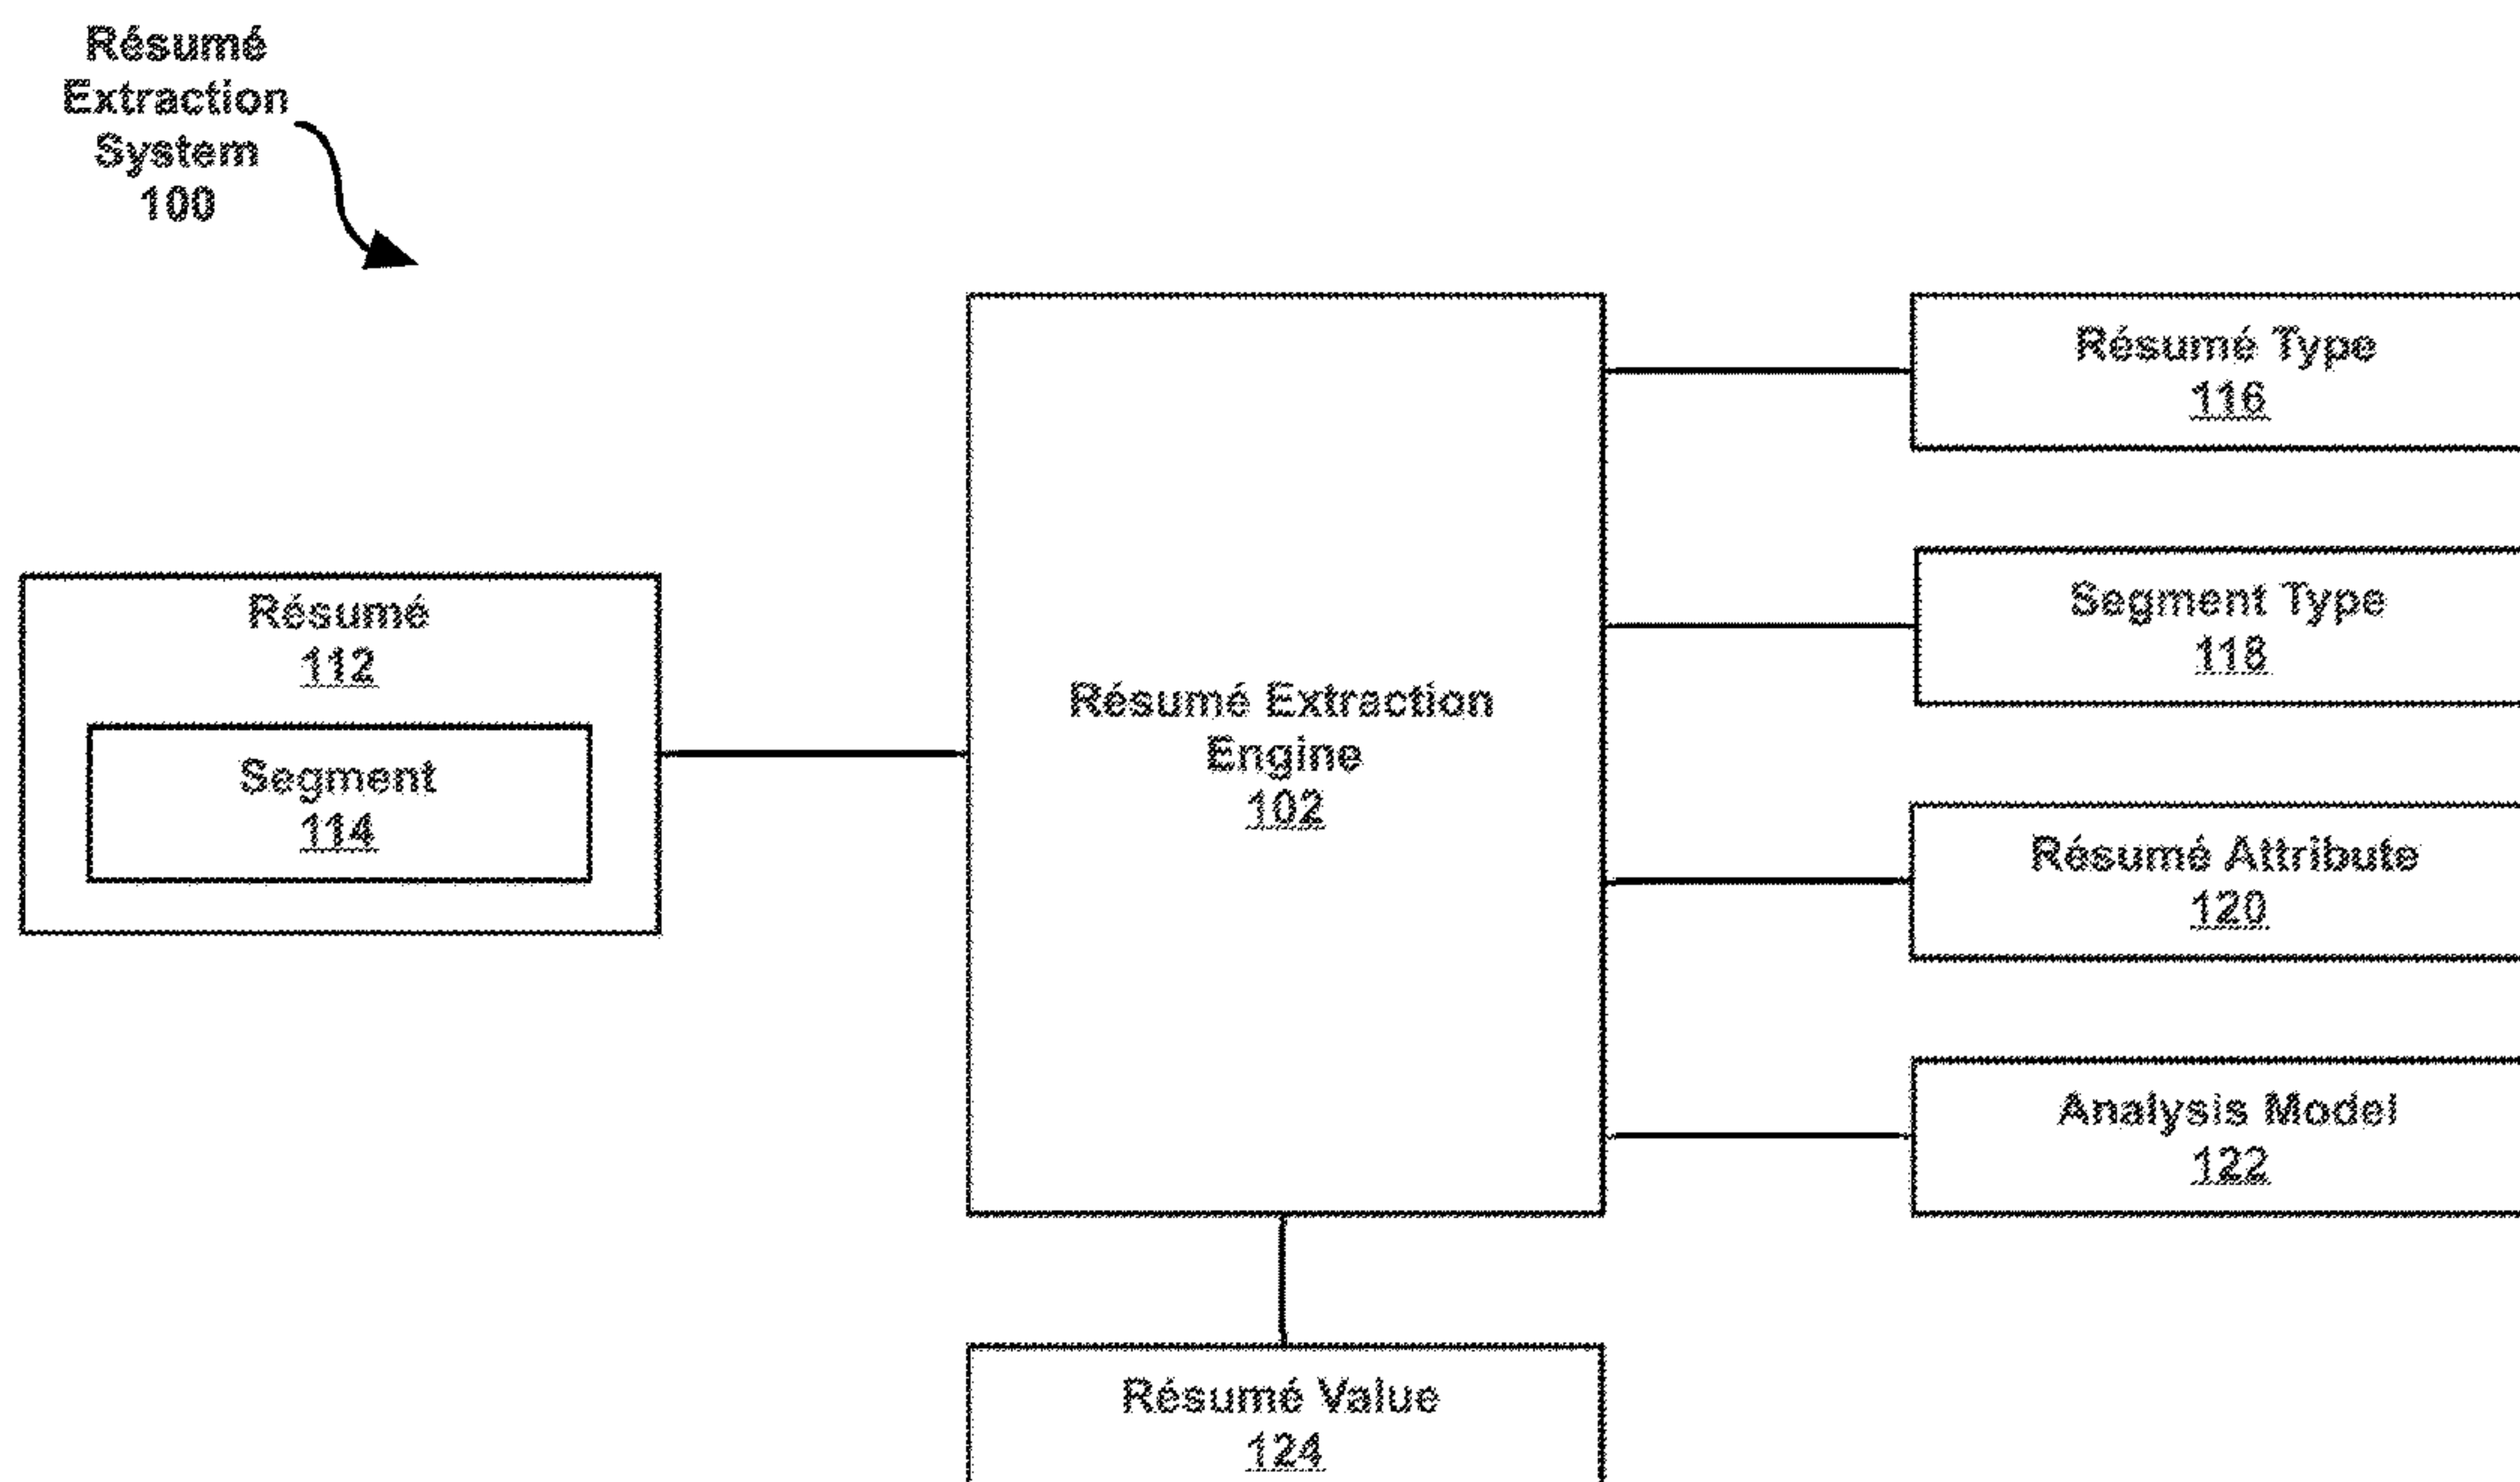 Résumé
Extraction
System
100
Résumé
112
Segment
114
Résumé Extraction
Engine
102
Résumé Type
116
Segment Type
118
Résumé Attribute
120
Analysis Model
122
Résumé Value
124